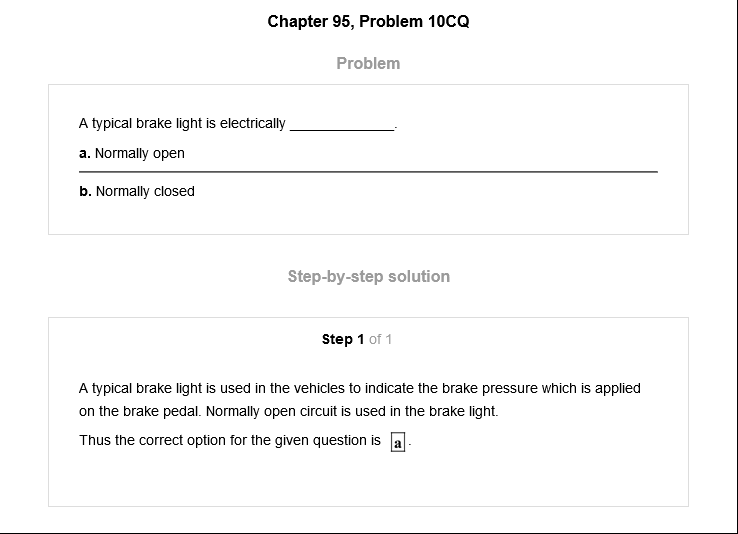 Chapter 95, Problem 10CQ
Problem
A typical brake light is electrically ______________.
a. Normally open
b. Normally closed
Step-by-step solution
Step 1 of 1
A typical brake light is used in the vehicles to indicate the brake pressure which is applied
on the brake pedal. Normally open circuit is used in the brake light.
Thus the correct option for the given question is a.